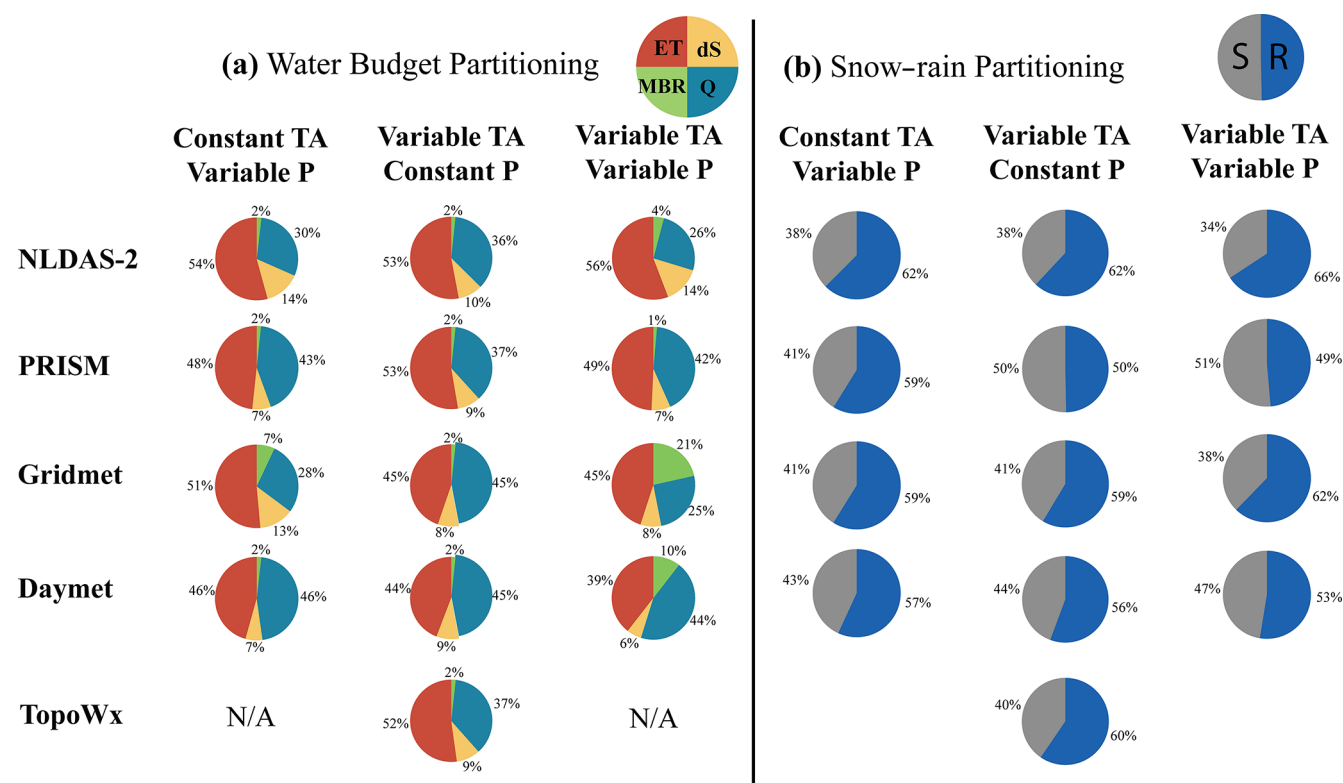 (a) Water Budget Partitioning
ET dS
MBR Q
(b) Snow–rain Partitioning
S R
Constant TA
Variable P
Variable TA
Constant P
Variable TA
Variable P
Constant TA
Variable P
Variable TA
Constant P
Variable TA
Variable P
NLDAS-2
2% 30% 54% 14%
2% 36% 53% 10%
4% 26% 56% 14%
38% 62%
38% 62%
34% 66%
PRISM
2% 48% 43% 7%
2% 37% 53% 9%
1% 49% 42% 7%
41% 59%
50% 50%
51% 49%
Gridmet
7% 28% 51% 13%
2% 45% 45% 8%
21% 45% 25% 8%
41% 59%
41% 59%
38% 62%
Daymet
2% 46% 46% 7%
2% 44% 45% 9%
10% 39% 44% 6%
43% 57%
44% 56%
47% 53%
TopoWx
N/A
2% 37% 52% 9%
N/A
40% 60%